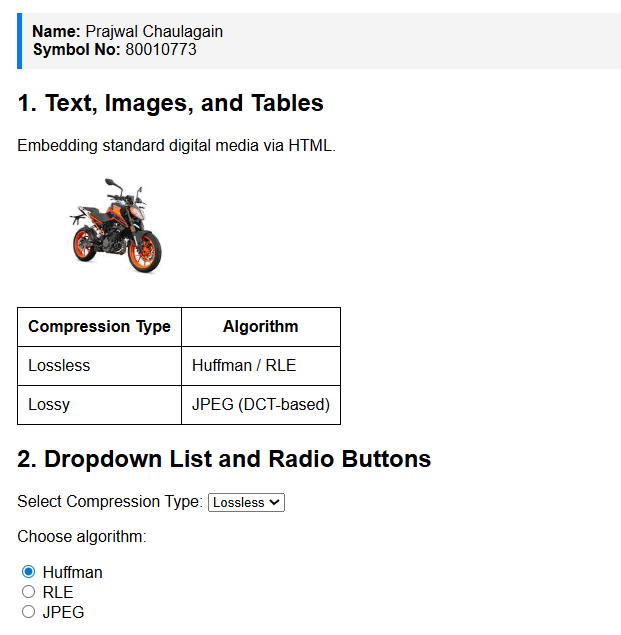 Name: Prajwal Chaulagain
Symbol No: 80010773
1. Text, Images, and Tables
Embedding standard digital media via HTML.
Compression Type Algorithm
Lossless Huffman / RLE
Lossy JPEG (DCT-based)
2. Dropdown List and Radio Buttons
Select Compression Type: Lossless
Choose algorithm:
Huffman
RLE
JPEG